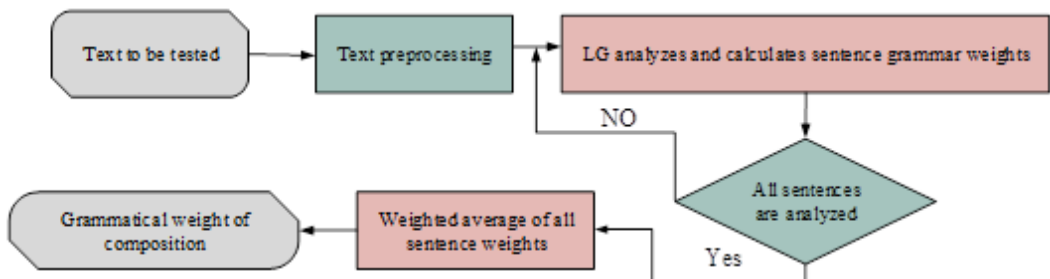 Text to be tested
Text preprocessing
LG analyzes and calculates sentence grammar weights
NO
All sentences
are analyzed
Grammatical weight of
composition
Weighted average of all
sentence weights
Yes